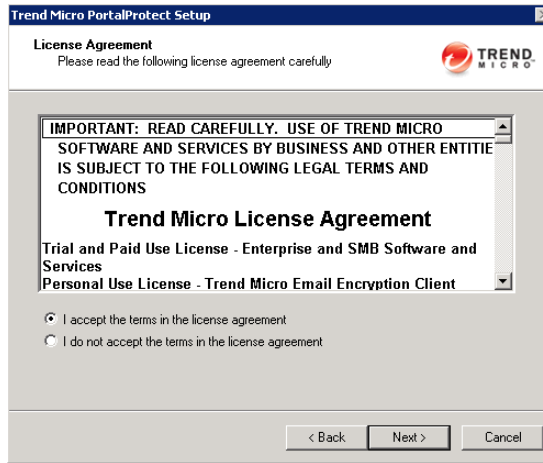 Trend Micro PortalProtect Setup
License Agreement
Please read the following license agreement carefully
TREND
MICRO
IMPORTANT: READ CAREFULLY. USE OF TREND MICRO
SOFTWARE AND SERVICES BY BUSINESS AND OTHER ENTITIE
IS SUBJECT TO THE FOLLOWING LEGAL TERMS AND
CONDITIONS
Trend Micro License Agreement
Trial and Paid Use License - Enterprise and SMB Software and
Services
Personal Use License - Trend Micro Email Encryption Client
I accept the terms in the license agreement
I do not accept the terms in the license agreement
< Back Next > Cancel